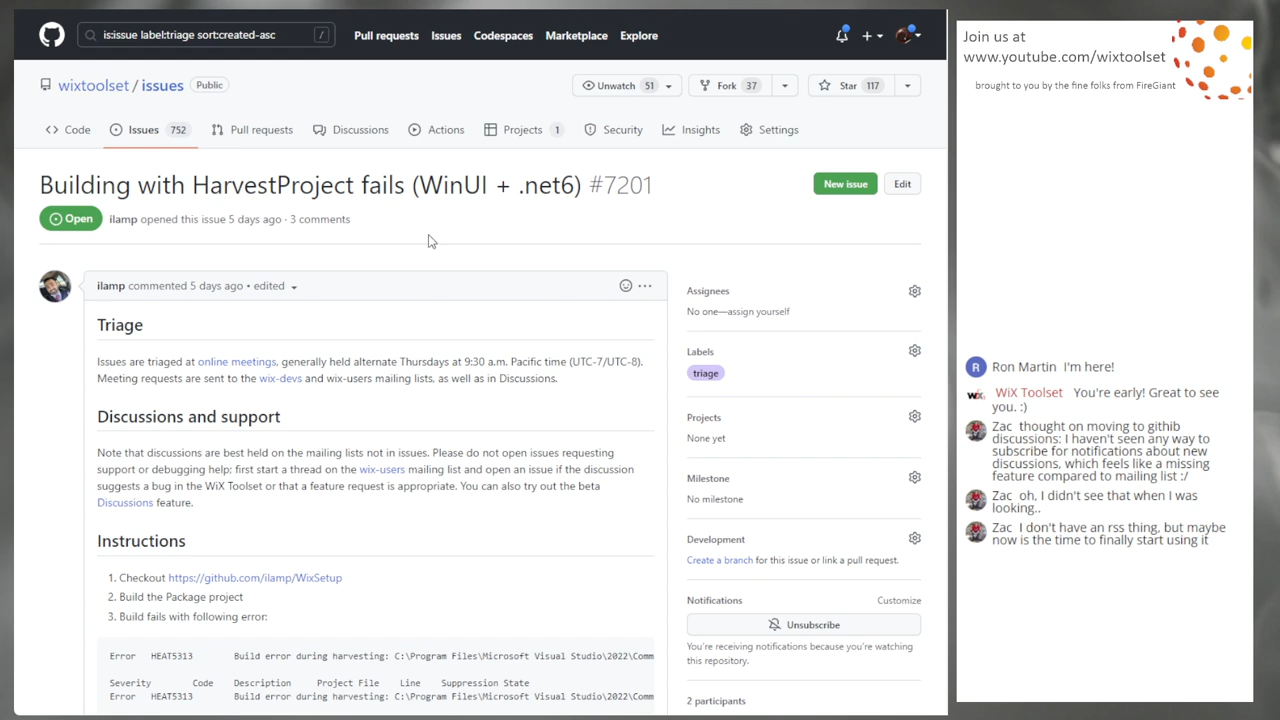 isissue label:triage sort:created-asc
/
Pull requests
Issues
Codespaces
Marketplace
Explore
wixtoolset / issues
Public
Unwatch 51
Fork 37
Star 117
Code
Issues 752
Pull requests
Discussions
Actions
Projects 1
Security
Insights
Settings
Building with HarvestProject fails (WinUI + .net6) #7201
New issue
Edit
Open
ilamp opened this issue 5 days ago · 3 comments
ilamp commented 5 days ago • edited
Triage
Issues are triaged at online meetings, generally held alternate Thursdays at 9:30 a.m. Pacific time (UTC-7/UTC-8).
Meeting requests are sent to the wix-devs and wix-users mailing lists, as well as in Discussions.
Discussions and support
Note that discussions are best held on the mailing lists not in issues. Please do not open issues requesting
support or debugging help: first start a thread on the wix-users mailing list and open an issue if the discussion
suggests a bug in the WiX Toolset or that a feature request is appropriate. You can also try out the beta
Discussions feature.
Instructions
1. Checkout https://github.com/ilamp/WixSetup
2. Build the Package project
3. Build fails with following error:
Error HEAT5313 Build error during harvesting: C:\Program Files\Microsoft Visual Studio\2022\Comm
Severity Code Description Project File Line Suppression State
Error HEAT5313 Build error during harvesting: C:\Program Files\Microsoft Visual Studio\2022\Comm
Assignees
No one—assign yourself
Labels
triage
Projects
None yet
Milestone
No milestone
Development
Create a branch for this issue or link a pull request.
Notifications
Customize
Unsubscribe
You're receiving notifications because you're watching
this repository.
2 participants
Join us at
www.youtube.com/wixtoolset
brought to you by the fine folks from FireGiant
R
Ron Martin I'm here!
WiX Toolset You're early! Great to see
you. :)
Zac thought on moving to githib
discussions: I haven't seen any way to
subscribe for notifications about new
discussions, which feels like a missing
feature compared to mailing list :/
Zac oh, I didn't see that when I was
looking..
Zac I don't have an rss thing, but maybe
now is the time to finally start using it